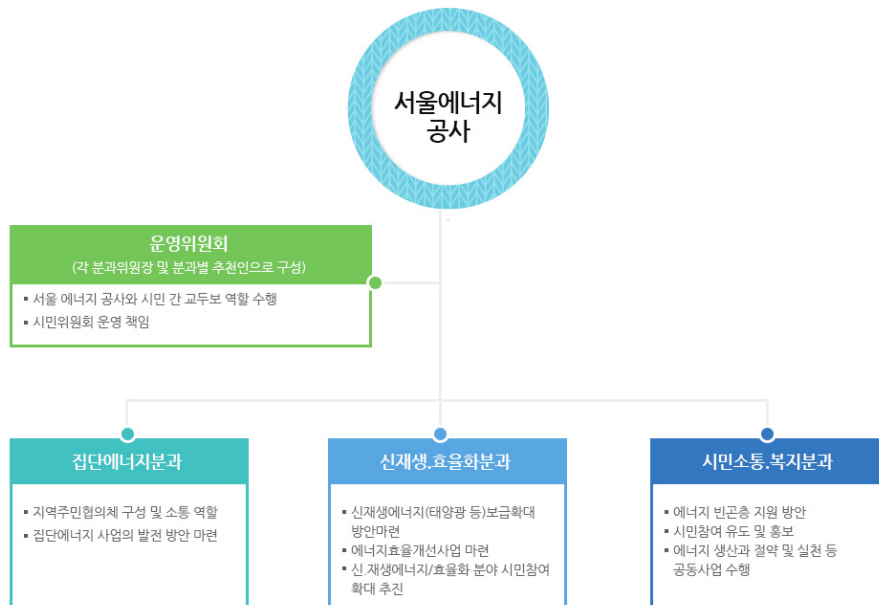 서울에너지
공사
운영위원회
(각 분과위원장 및 분과별 추천인으로 구성)
▪ 서울 에너지 공사와 시민 간 교두보 역할 수행
▪ 시민위원회 운영 책임
집단에너지분과
▪ 지역주민협의체 구성 및 소통 역할
▪ 집단에너지 사업의 발전 방안 마련
신재생.효율화분과
▪ 신재생에너지(태양광 등)보급확대
방안마련
▪ 에너지효율개선사업 마련
▪ 신.재생에너지/효율화 분야 시민참여
확대 추진
시민소통.복지분과
▪ 에너지 빈곤층 지원 방안
▪ 시민참여 유도 및 홍보
▪ 에너지 생산과 절약 및 실천 등
공동사업 수행